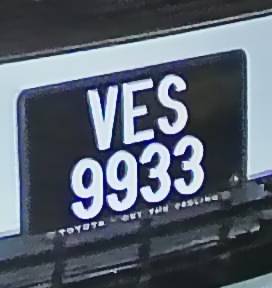 VES
9933
TOYOTA - GET THE FEELING